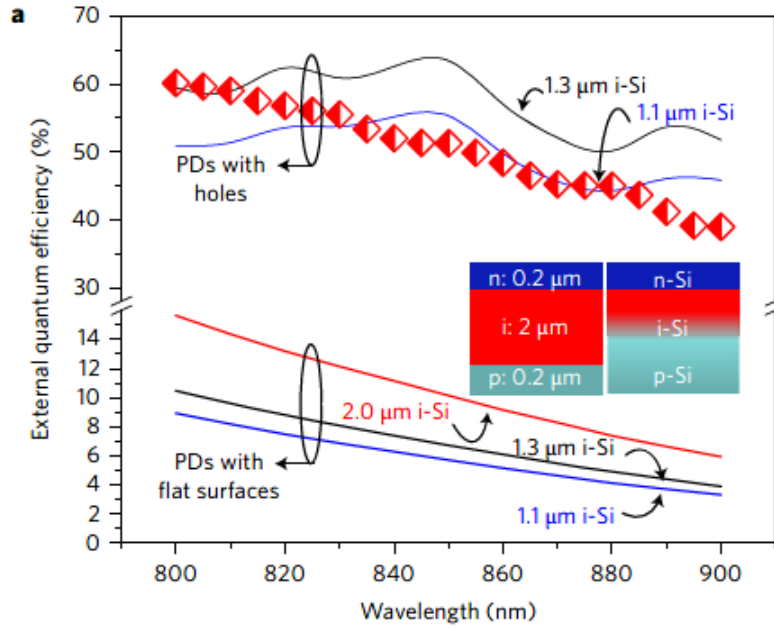 a
70
60
50
40
30
14
12
10
8
6
4
2
0
External quantum efficiency (%)
1.3 µm i-Si
1.1 µm i-Si
PDs with
holes
n: 0.2 µm
n-Si
i: 2 µm
i-Si
p: 0.2 µm
p-Si
2.0 µm i-Si
1.3 µm i-Si
PDs with
flat surfaces
1.1 µm i-Si
800
820
840
860
880
900
Wavelength (nm)